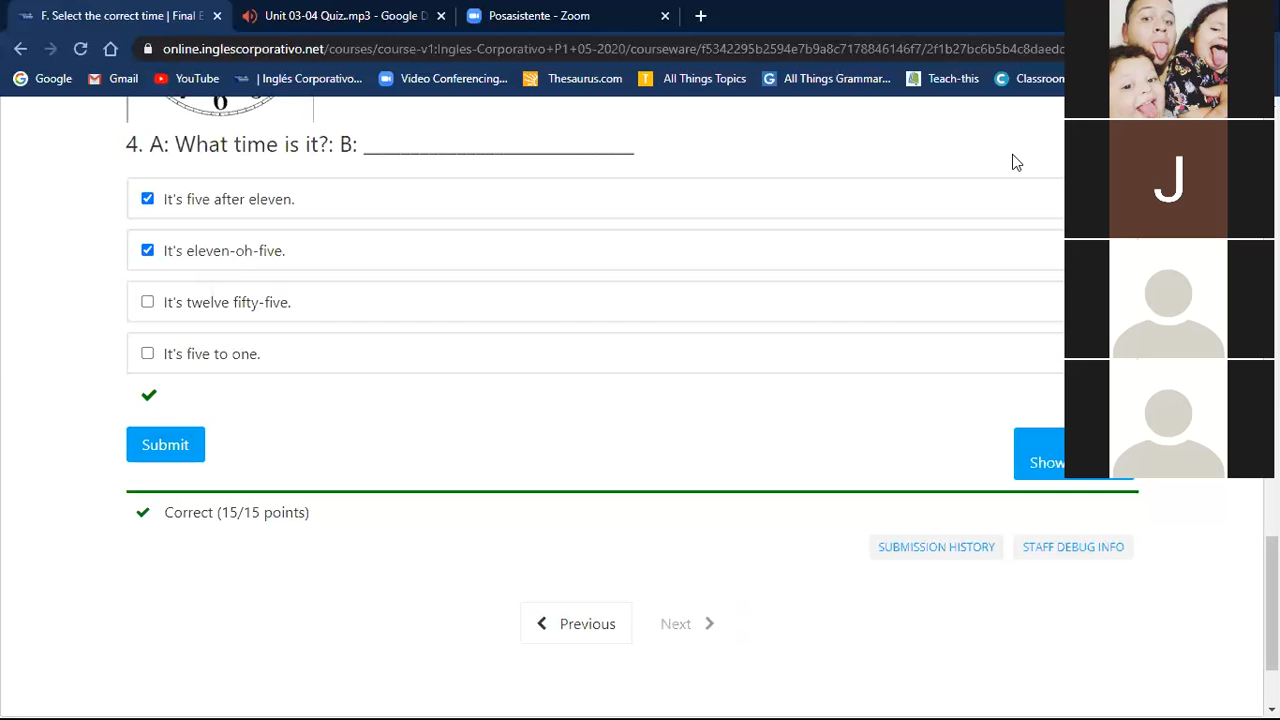 F. Select the correct time | Final E
Unit 03-04 Quiz.mp3 - Google D
Posasistente - Zoom
online.inglescorporativo.net/courses/course-v1:Ingles-Corporativo+P1+05-2020/courseware/f5342295b2594e7b9a8c7178846146f7/2f1b27bc6b5b4c8daedc
Google
Gmail
YouTube
| Inglés Corporativo...
Video Conferencing...
Thesaurus.com
All Things Topics
All Things Grammar...
Teach-this
Classroom
6
4. A: What time is it?: B: ___________________________
It's five after eleven.
It's eleven-oh-five.
It's twelve fifty-five.
It's five to one.
Submit
Show
Correct (15/15 points)
SUBMISSION HISTORY
STAFF DEBUG INFO
Previous
Next
J